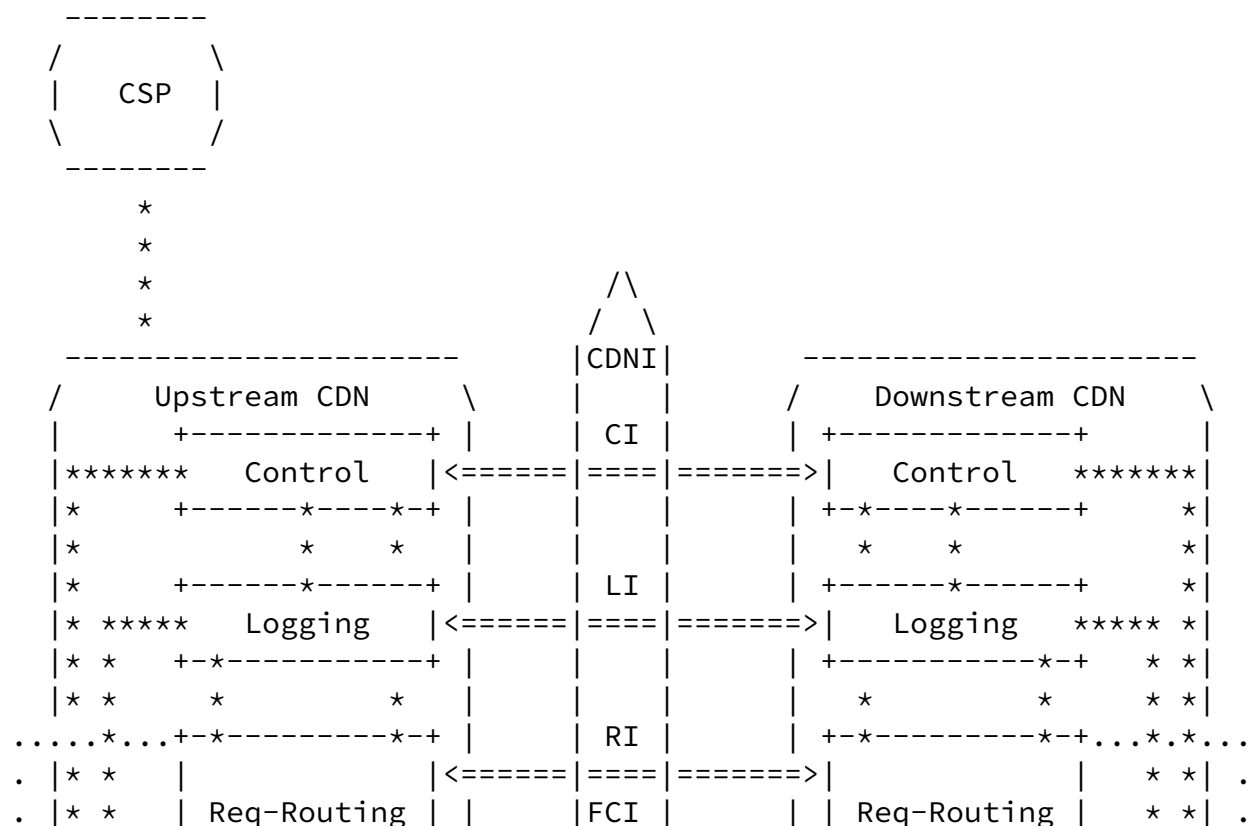 CSP
CDNI
Upstream CDN Downstream CDN
CI
Control Control
LI
Logging Logging
RI
Req-Routing FCI Req-Routing